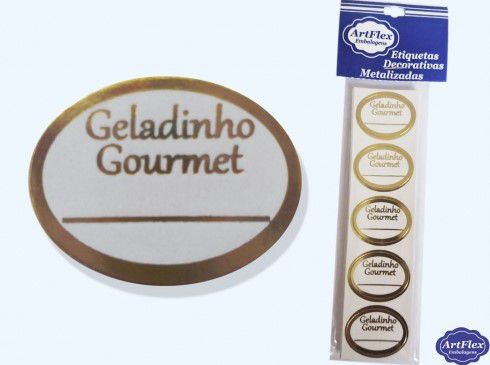 Geladinho
Gourmet
ArtFlex
Embalagens
Etiquetas
Decorativas
Metalizadas
Geladinho
Gourmet
Geladinho
Gourmet
Geladinho
Gourmet
Geladinho
Gourmet
Geladinho
Gourmet
ArtFlex
Embalagens